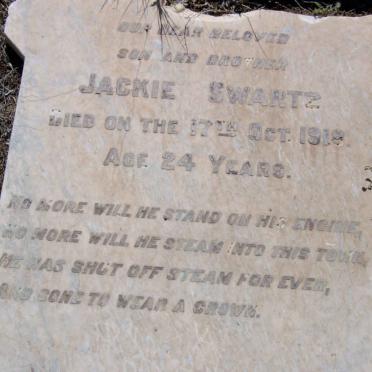 OUR DEAR BELOVED
SON AND BROTHER
JACKIE SWARTZ
DIED ON THE 17TH OCT. 1918.
AGE 24 YEARS.
NO MORE WILL HE STAND ON HIS ENGINE,
NO MORE WILL HE STEAM INTO THIS TOWN,
HE HAS SHUT OFF STEAM FOR EVER,
AND GONE TO WEAR A CROWN.